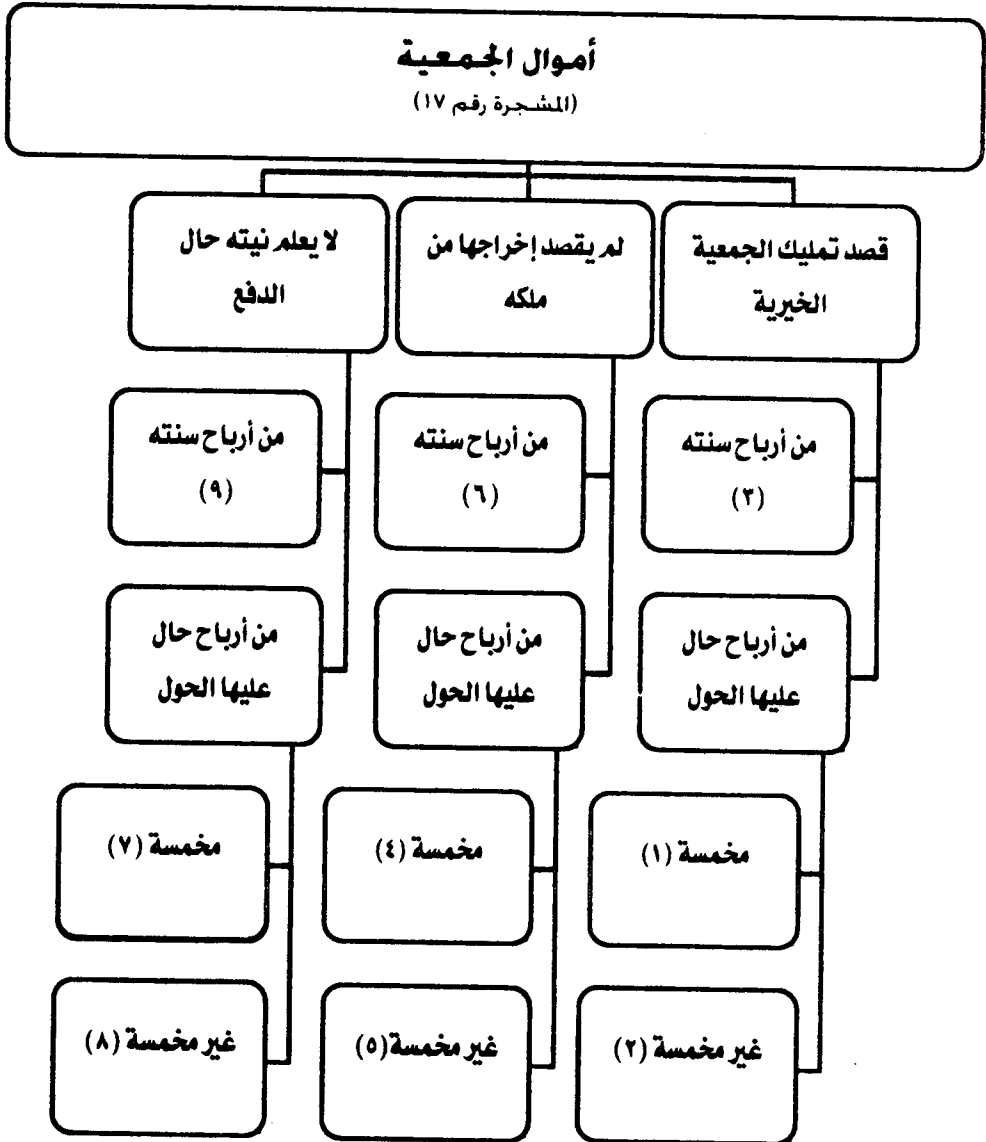 أموال الجمعية
(المشجرة رقم ١٧)
قصد تمليك الجمعية
الخيرية
لم يقصد إخراجها من
ملكه
لا يعلم نيته حال
الدفع
من أرباح سنته
(٣)
من أرباح سنته
(٦)
من أرباح سنته
(٩)
من أرباح حال
عليها الحول
من أرباح حال
عليها الحول
من أرباح حال
عليها الحول
مخمسة (١)
مخمسة (٤)
مخمسة (٧)
غير مخمسة (٢)
غير مخمسة(٥)
غير مخمسة (٨)